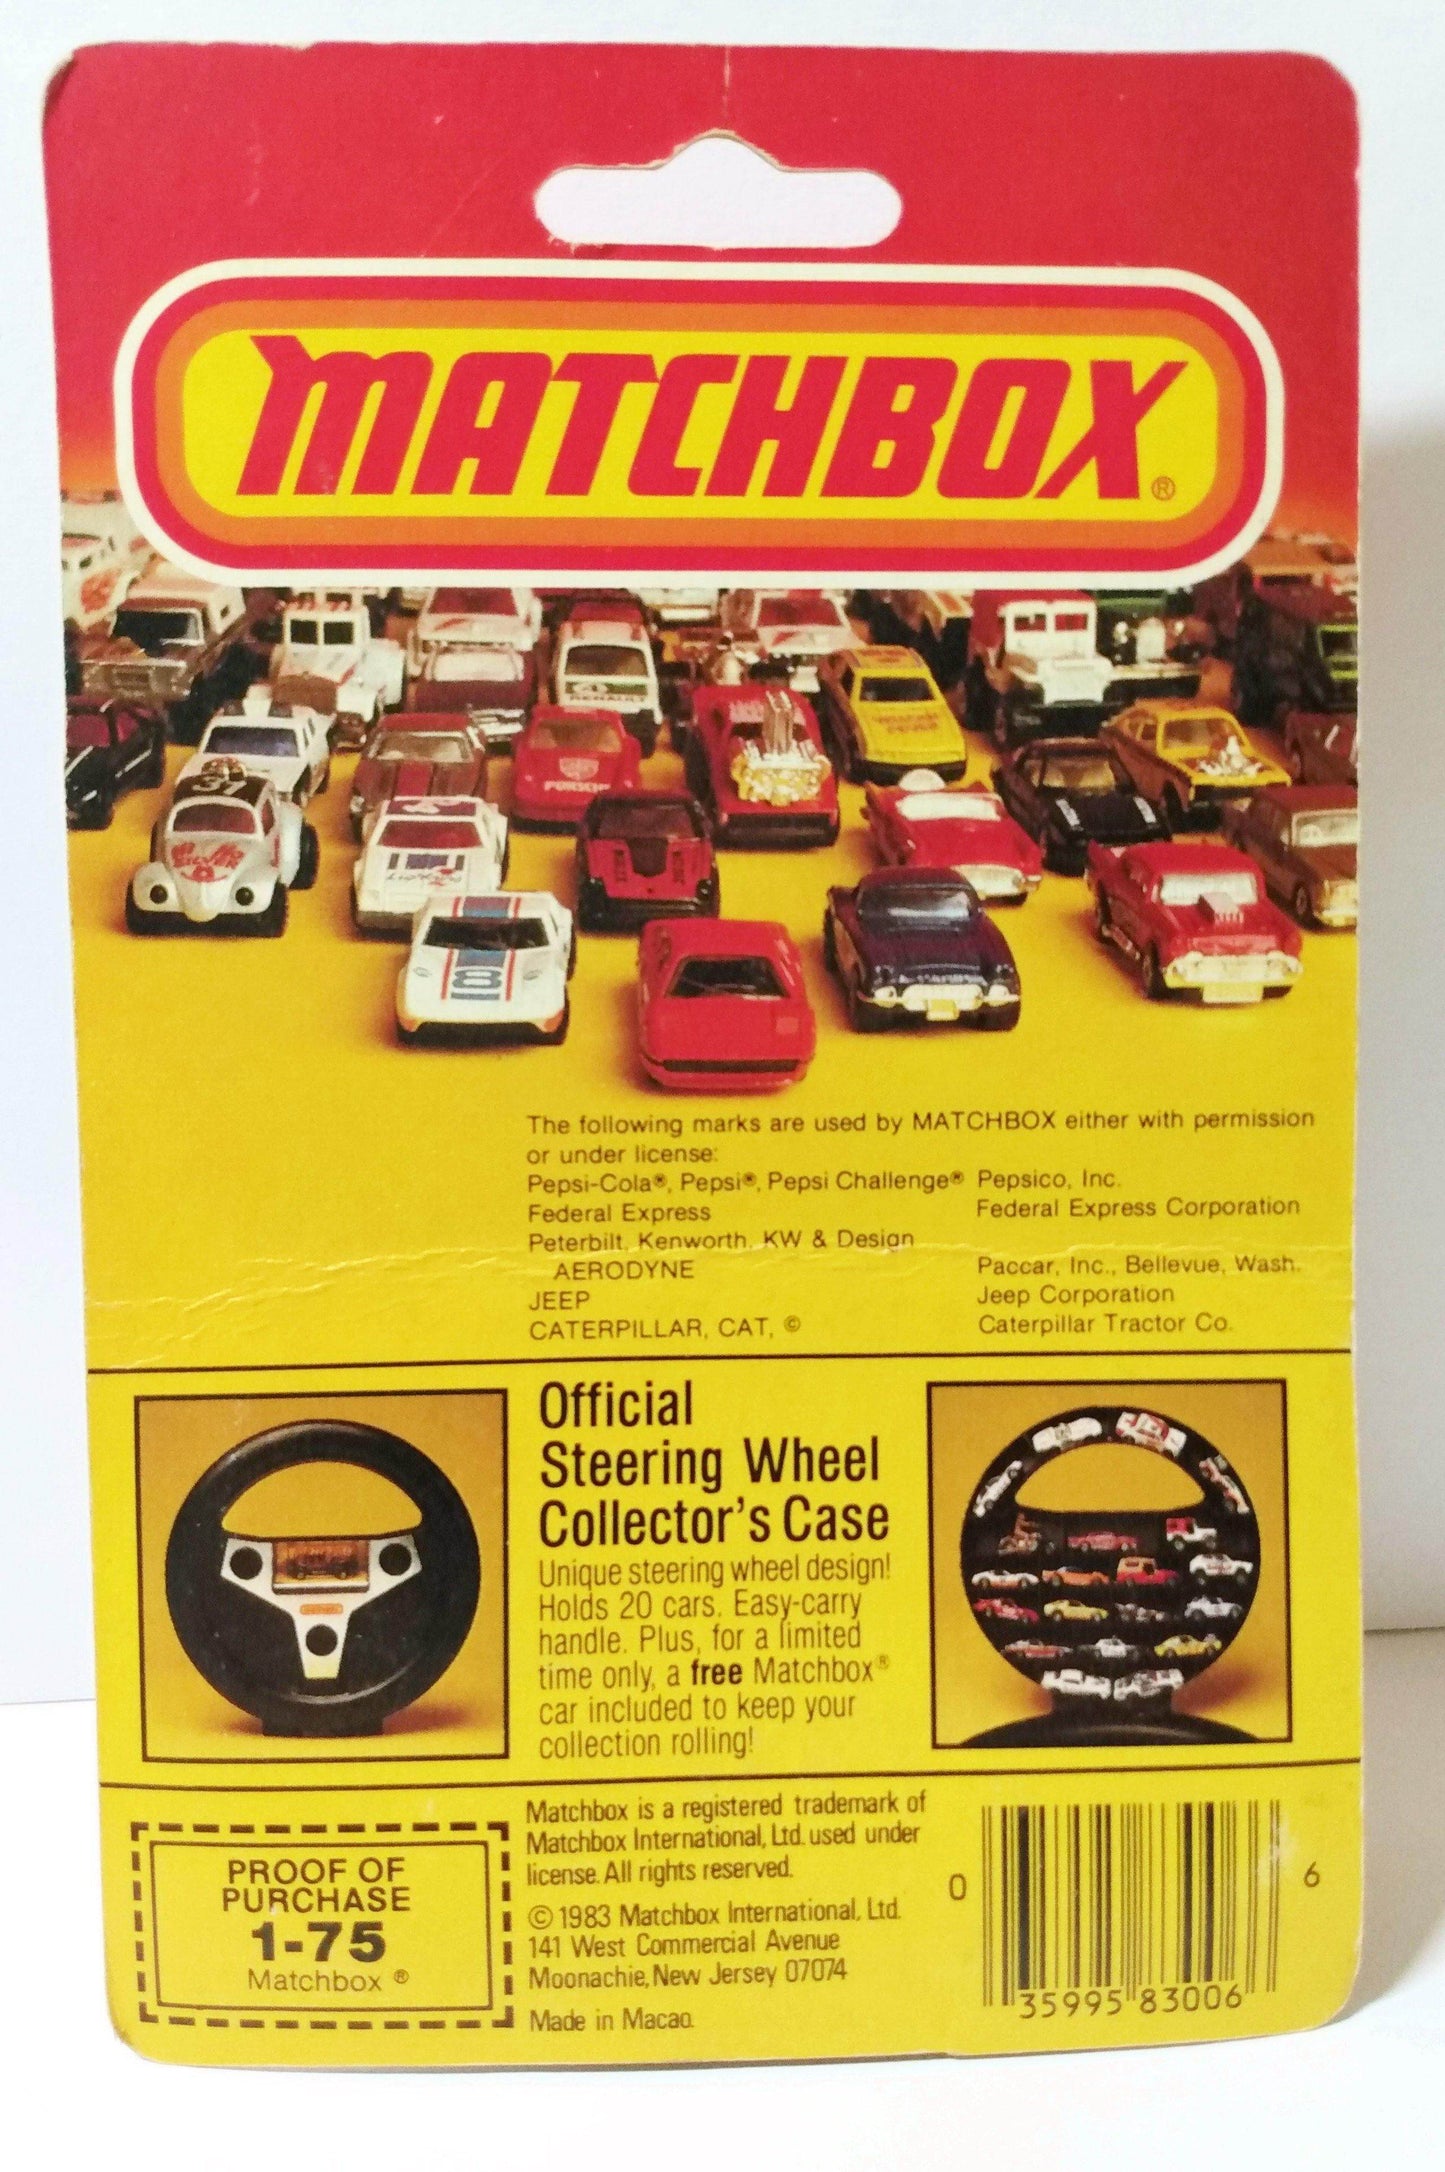 MATCHBOX®
37
PORSCHE
8
The following marks are used by MATCHBOX either with permission
or under license:
Pepsi-Cola®, Pepsi®, Pepsi Challenge® Pepsico, Inc.
Federal Express Federal Express Corporation
Peterbilt, Kenworth, KW & Design
AERODYNE Paccar, Inc., Bellevue, Wash.
JEEP Jeep Corporation
CATERPILLAR, CAT, © Caterpillar Tractor Co.
Official
Steering Wheel
Collector's Case
Unique steering wheel design!
Holds 20 cars. Easy-carry
handle. Plus, for a limited
time only, a free Matchbox®
car included to keep your
collection rolling!
PROOF OF
PURCHASE
1-75
Matchbox ®
Matchbox is a registered trademark of
Matchbox International, Ltd. used under
license. All rights reserved.
© 1983 Matchbox International, Ltd.
141 West Commercial Avenue
Moonachie, New Jersey 07074
Made in Macao.
0 35995 83006 6